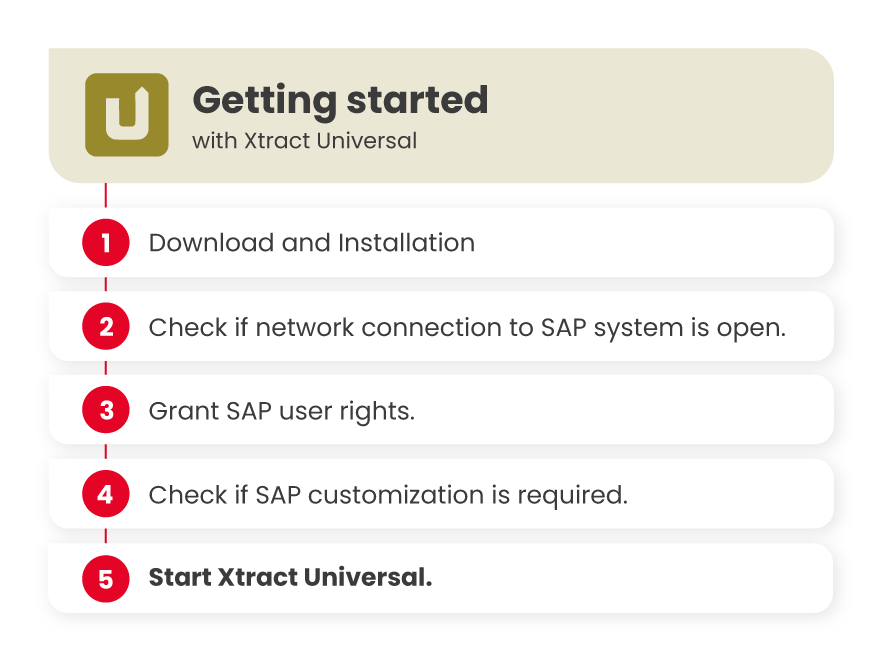 Getting started
with Xtract Universal
1 Download and Installation
2 Check if network connection to SAP system is open.
3 Grant SAP user rights.
4 Check if SAP customization is required.
5 Start Xtract Universal.